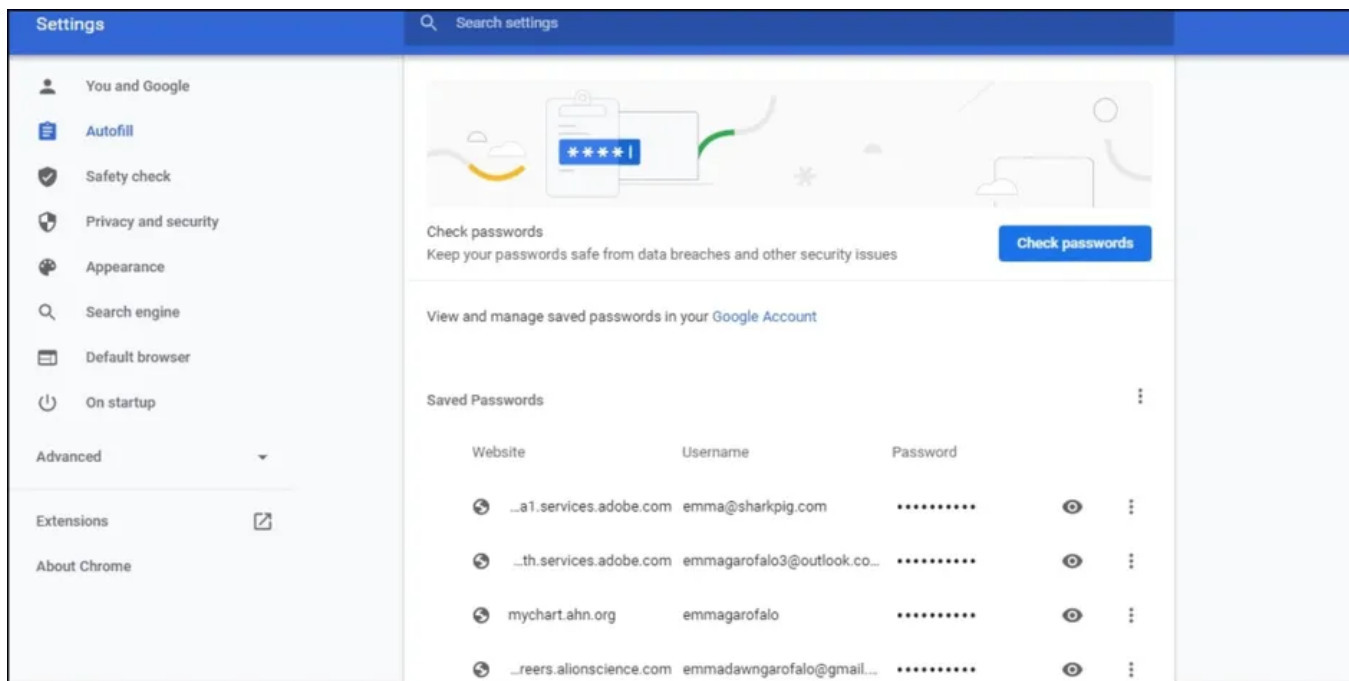 Settings
Search settings
You and Google
Autofill
Safety check
Privacy and security
Appearance
Search engine
Default browser
On startup
Advanced
Extensions
About Chrome
****|
Check passwords
Keep your passwords safe from data breaches and other security issues
Check passwords
View and manage saved passwords in your Google Account
Saved Passwords
Website Username Password
...a1.services.adobe.com emma@sharkpig.com ••••••••••
...th.services.adobe.com emmagarofalo3@outlook.co... ••••••••••
mychart.ahn.org emmagarofalo ••••••••••
...reers.alionscience.com emmadawngarofalo@gmail.... ••••••••••